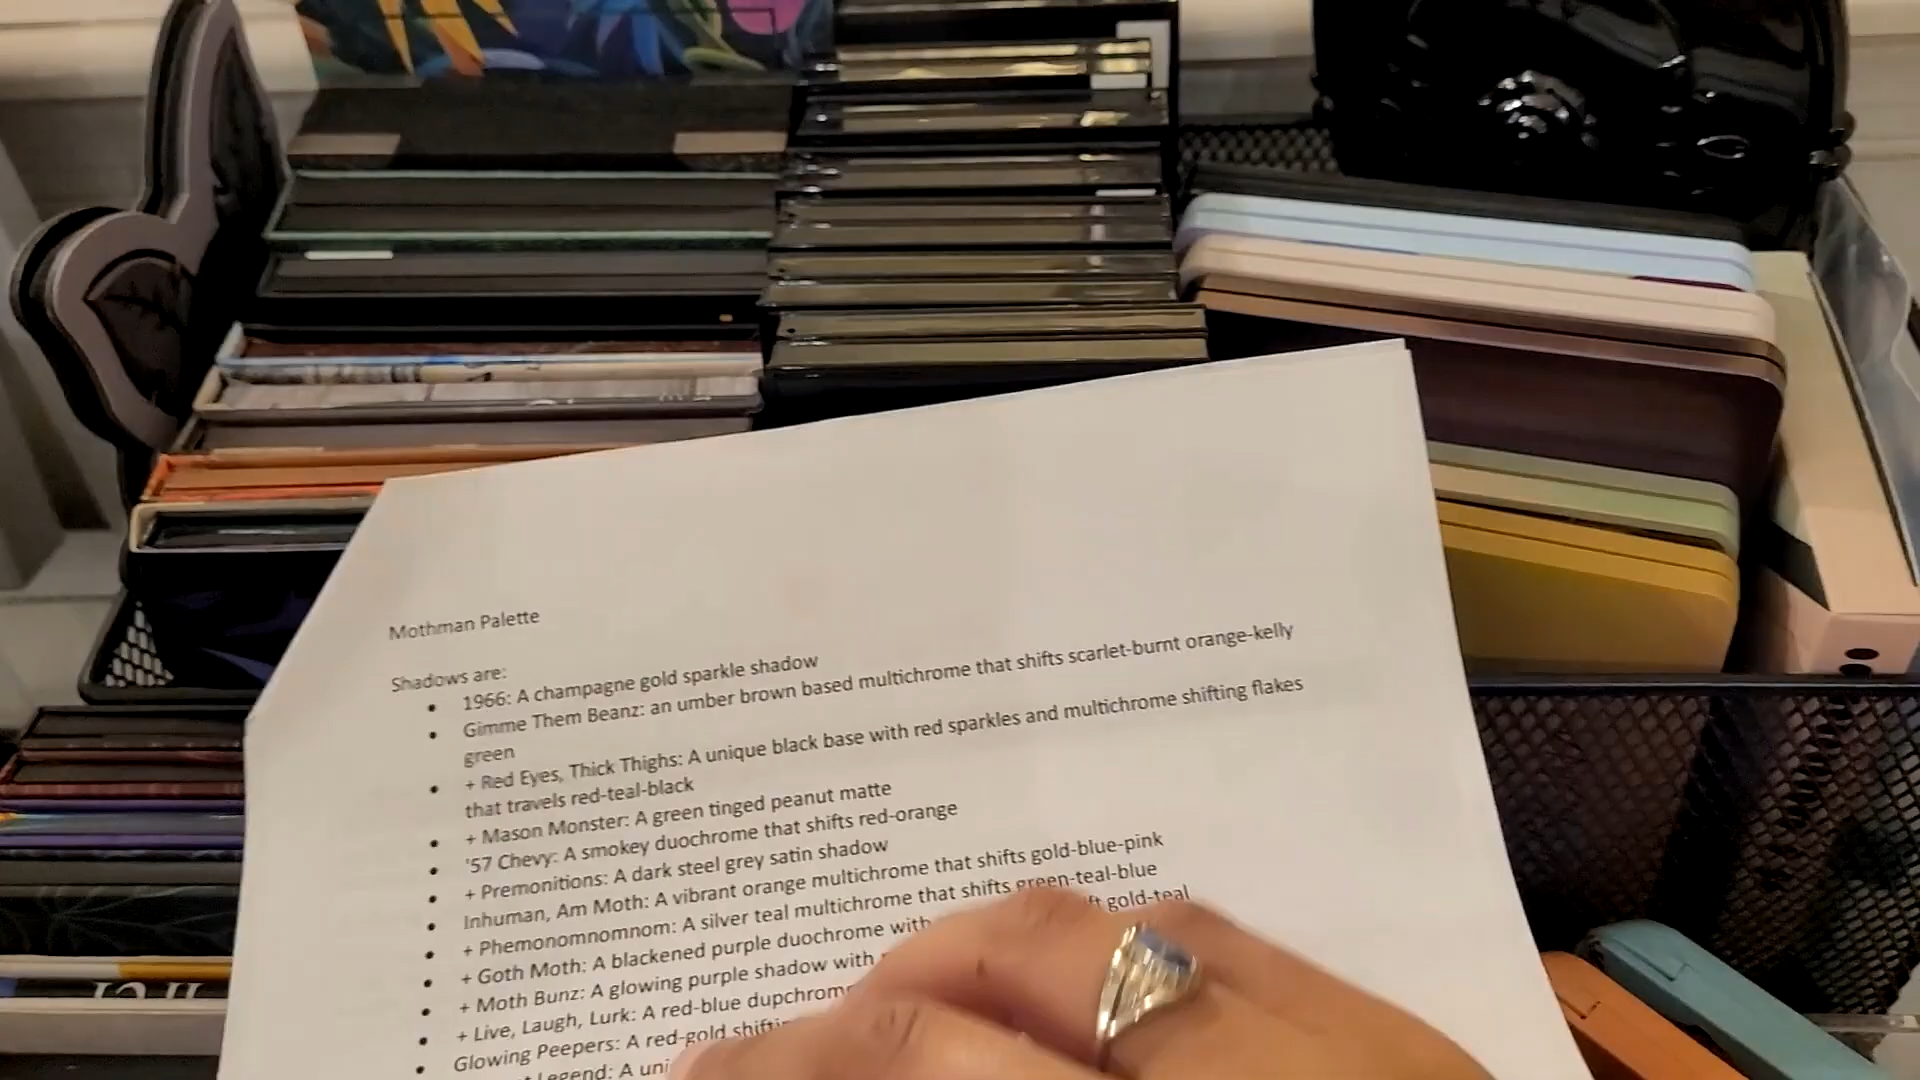 Mothman Palette
Shadows are:
• 1966: A champagne gold sparkle shadow
• Gimme Them Beanz: an umber brown based multichrome that shifts scarlet-burnt orange-kelly
green
• + Red Eyes, Thick Thighs: A unique black base with red sparkles and multichrome shifting flakes
that travels red-teal-black
• + Mason Monster: A green tinged peanut matte
• '57 Chevy: A smokey duochrome that shifts red-orange
• + Premonitions: A dark steel grey satin shadow
• Inhuman, Am Moth: A vibrant orange multichrome that shifts gold-blue-pink
• + Phemonomnomnom: A silver teal multichrome that shifts green-teal-blue
• + Goth Moth: A blackened purple duochrome with gold-teal
• + Moth Bunz: A glowing purple shadow with
• + Live, Laugh, Lurk: A red-blue dupchrome
• Glowing Peepers: A red-gold
Legend: A